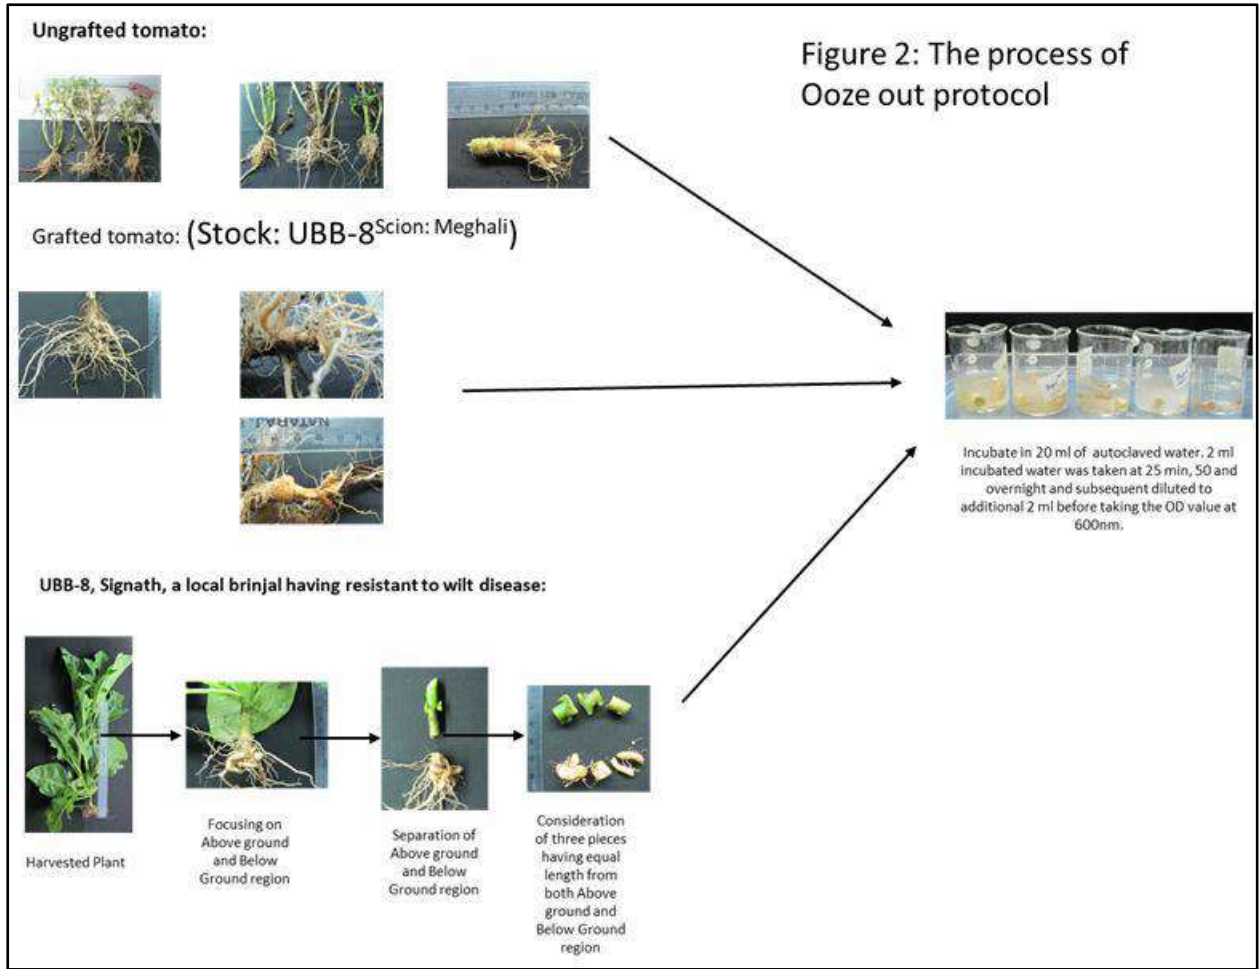 Ungrafted tomato:
Figure 2: The process of
Ooze out protocol
Grafted tomato: (Stock: UBB-8Scion: Meghali)
NATARAJ
Incubate in 20 ml of autoclaved water. 2 ml
incubated water was taken at 25 min, 50 and
overnight and subsequent diluted to
additional 2 ml before taking the OD value at
600nm.
UBB-8, Signath, a local brinjal having resistant to wilt disease:
Harvested Plant
Focusing on
Above ground
and Below
Ground region
Separation of
Above ground
and Below
Ground region
Consideration
of three pieces
having equal
length from
both Above
ground and
Below Ground
region